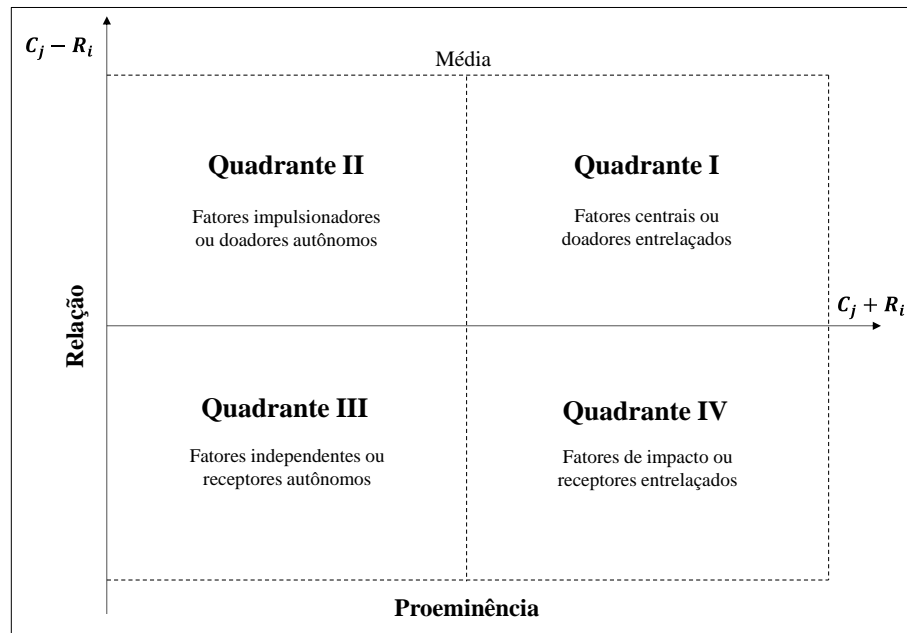 C_j − R_i
Média
Quadrante II
Fatores impulsionadores
ou doadores autônomos
Quadrante I
Fatores centrais ou
doadores entrelaçados
Relação
C_j + R_i
Quadrante III
Fatores independentes ou
receptores autônomos
Quadrante IV
Fatores de impacto ou
receptores entrelaçados
Proeminência